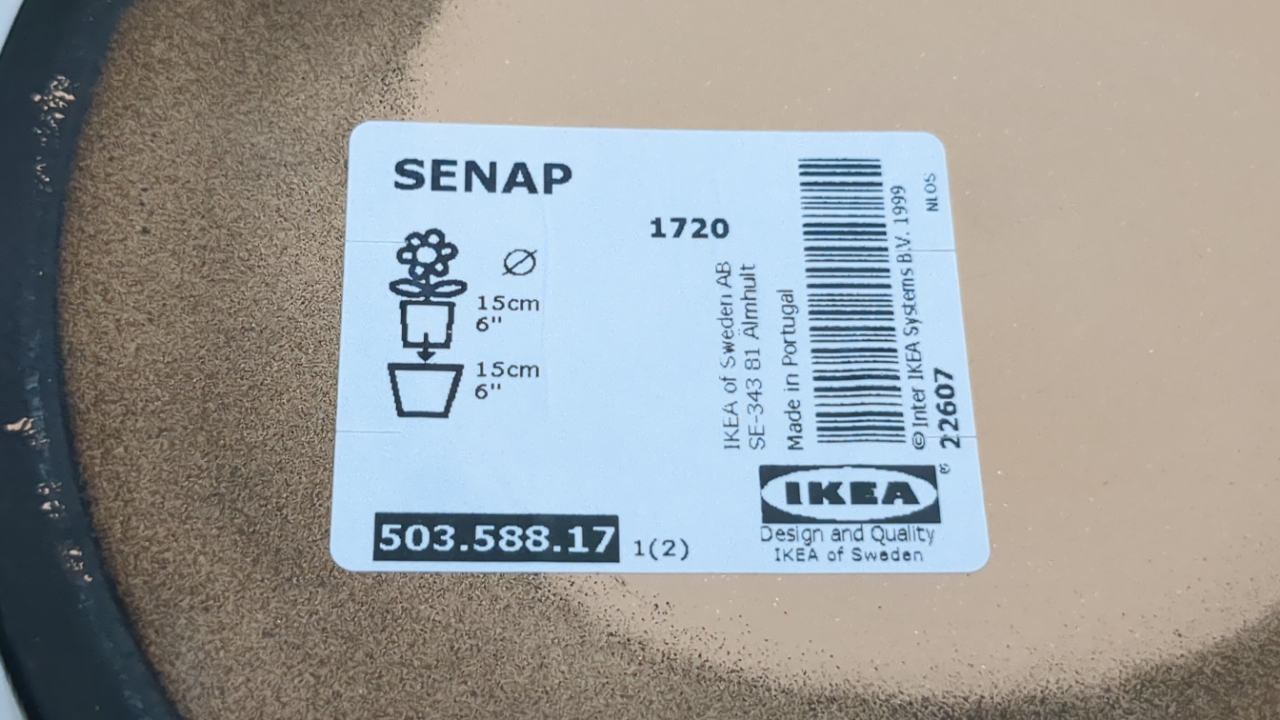 SENAP
1720
Ø
15cm
6"
15cm
6"
503.588.17 1(2)
IKEA of Sweden AB
SE-343 81 Älmhult
Made in Portugal
© Inter IKEA Systems B.V. 1999
22607
NLOS
IKEA®
Design and Quality
IKEA of Sweden